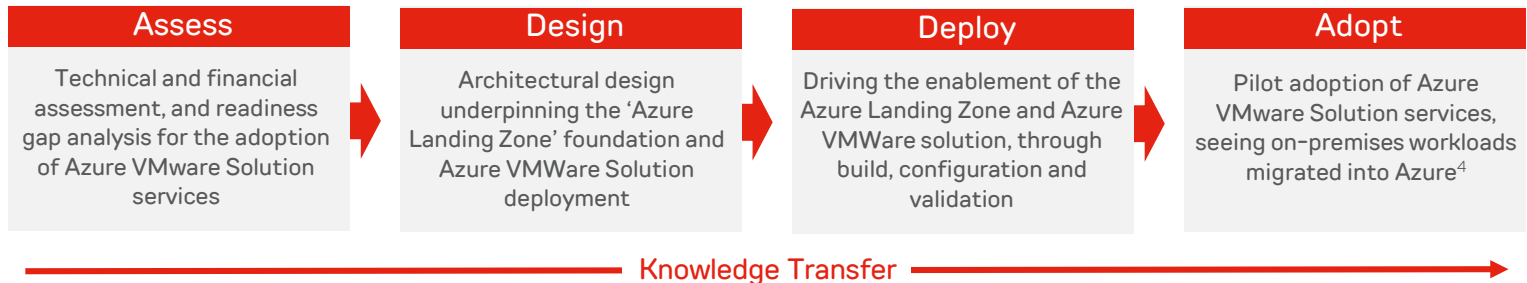 Assess
Technical and financial
assessment, and readiness
gap analysis for the adoption
of Azure VMware Solution
services
Design
Architectural design
underpinning the ‘Azure
Landing Zone’ foundation and
Azure VMWare Solution
deployment
Deploy
Driving the enablement of the
Azure Landing Zone and Azure
VMWare solution, through
build, configuration and
validation
Adopt
Pilot adoption of Azure
VMware Solution services,
seeing on-premises workloads
migrated into Azure⁴
Knowledge Transfer